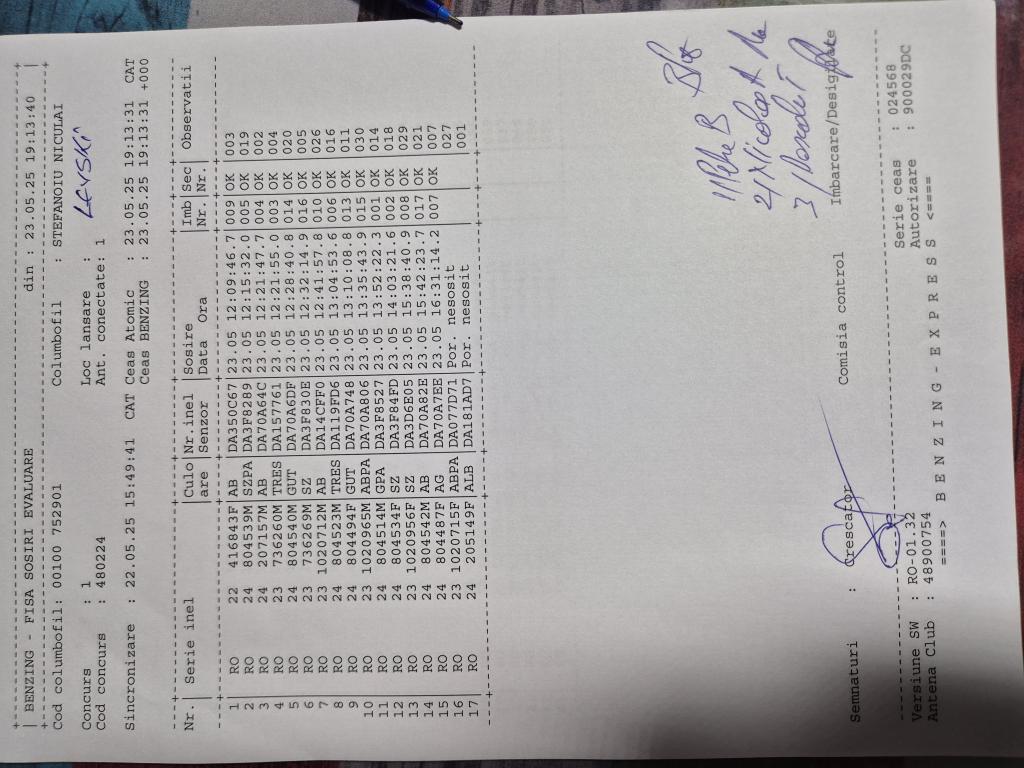 | BENZING - FISA SOSIRI EVALUARE din : 23.05.25 19:13:40 |
Cod columbofil: 00100 752901 Columbofil : STEFANOIU NICULAI
Concurs : 1 Loc lansare : LEVSKI
Cod concurs : 480224 Ant. conectate: 1
Sincronizare : 22.05.25 15:49:41 CAT Ceas Atomic : 23.05.25 19:13:31 CAT
Ceas BENZING : 23.05.25 19:13:31 +000
Nr. | Serie inel | Culo | Nr.inel | Sosire | Imb | Sec | Observatii
are | Senzor | Data Ora | Nr. | Nr.
1 RO 22 416843F | AB | DA350C67 | 23.05 12:09:46.7 | 009 | OK | 003
2 RO 24 804539M | SZPA | DA3F8289 | 23.05 12:15:32.0 | 005 | OK | 019
3 RO 24 207157M | AB | DA70A64C | 23.05 12:21:47.7 | 004 | OK | 002
4 RO 23 736260M | TRES | DA157761 | 23.05 12:21:55.0 | 003 | OK | 004
5 RO 24 804540M | GUT | DA70A6DF | 23.05 12:28:40.8 | 014 | OK | 020
6 RO 23 736229M | SZ | DA3F830E | 23.05 12:32:14.9 | 016 | OK | 005
7 RO 23 1020712M | AB | DA14CFF0 | 23.05 12:41:57.8 | 010 | OK | 026
8 RO 24 804523M | TRES | DA119FD6 | 23.05 13:04:53.6 | 006 | OK | 016
9 RO 24 804494F | GUT | DA70A748 | 23.05 13:10:08.8 | 013 | OK | 011
10 RO 23 1020965M | ABPA | DA70A806 | 23.05 13:35:43.9 | 015 | OK | 030
11 RO 24 804514M | GPA | DA3F8527 | 23.05 13:52:22.3 | 001 | OK | 014
12 RO 24 804534F | SZ | DA3F84FD | 23.05 14:03:21.6 | 002 | OK | 018
13 RO 23 1020956F | SZ | DA3D6E05 | 23.05 15:38:40.9 | 008 | OK | 029
14 RO 24 804542M | AB | DA70A82E | 23.05 15:42:23.7 | 017 | OK | 021
15 RO 24 804487F | AG | DA70A7EE | 23.05 16:31:14.2 | 007 | OK | 007
16 RO 23 1020715F | ABPA | DA077D71 | Por. nesosit | 027
17 RO 24 205149F | ALB | DA181AD7 | Por. nesosit | 001
Semnaturi : Crescator Comisia control Imbarcare/Desigilate
Versiune SW : RO-01.32 Serie ceas : 024568
Antena Club : 48900754 Autorizare : 900029DC
====> B E N Z I N G - E X P R E S S <====